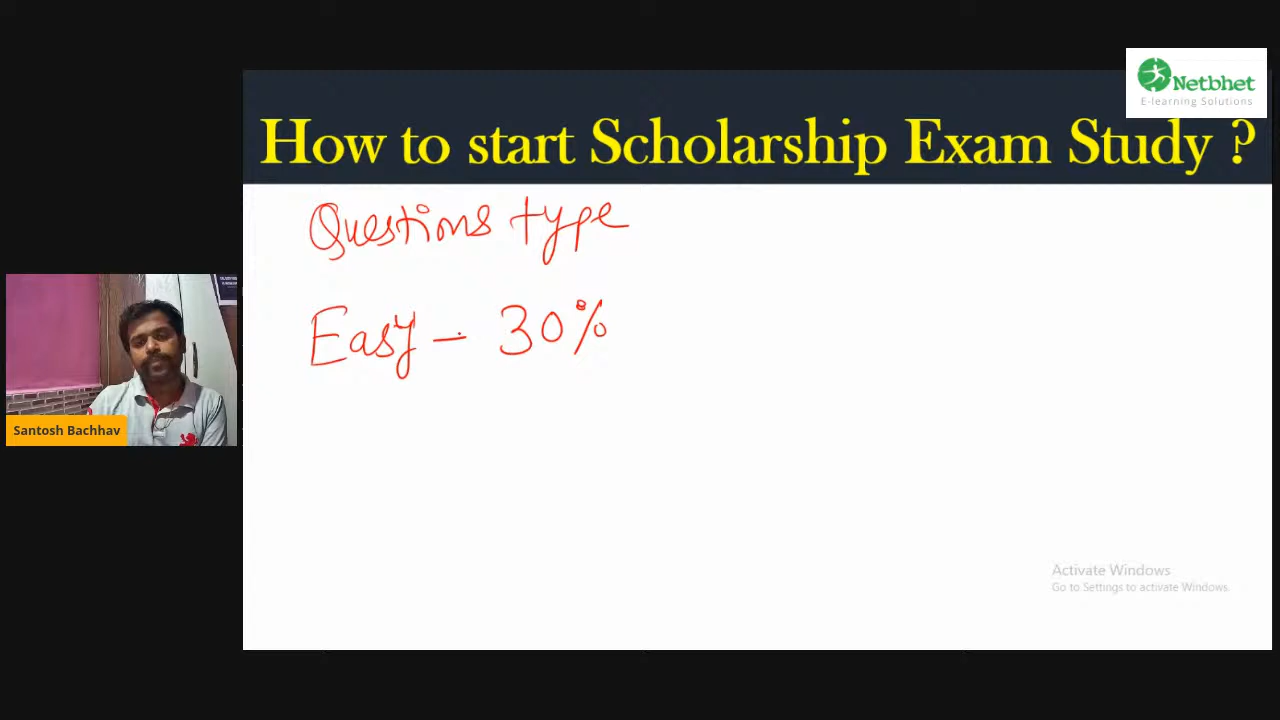 Netbhet
E-learning Solutions
How to start Scholarship Exam Study ?
Questions type
Easy - 30%
Santosh Bachhav
Activate Windows
Go to Settings to activate Windows.